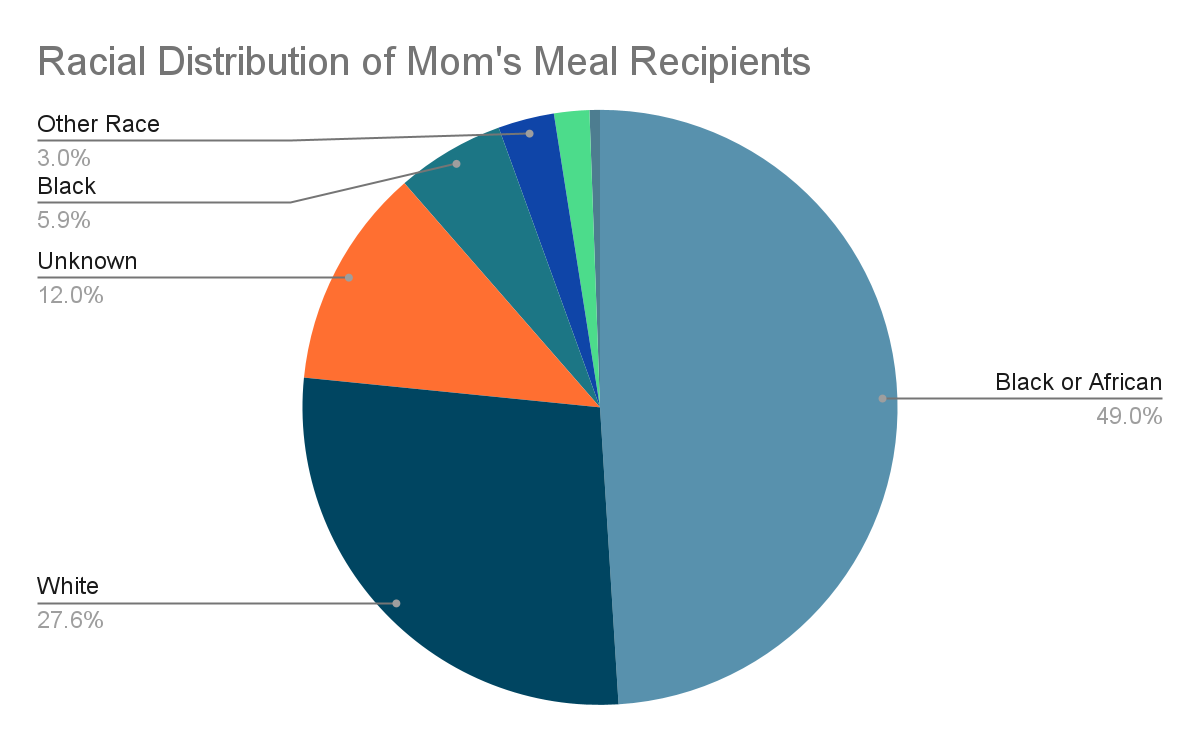 Racial Distribution of Mom's Meal Recipients
Other Race
3.0%
Black
5.9%
Unknown
12.0%
White
27.6%
Black or African
49.0%